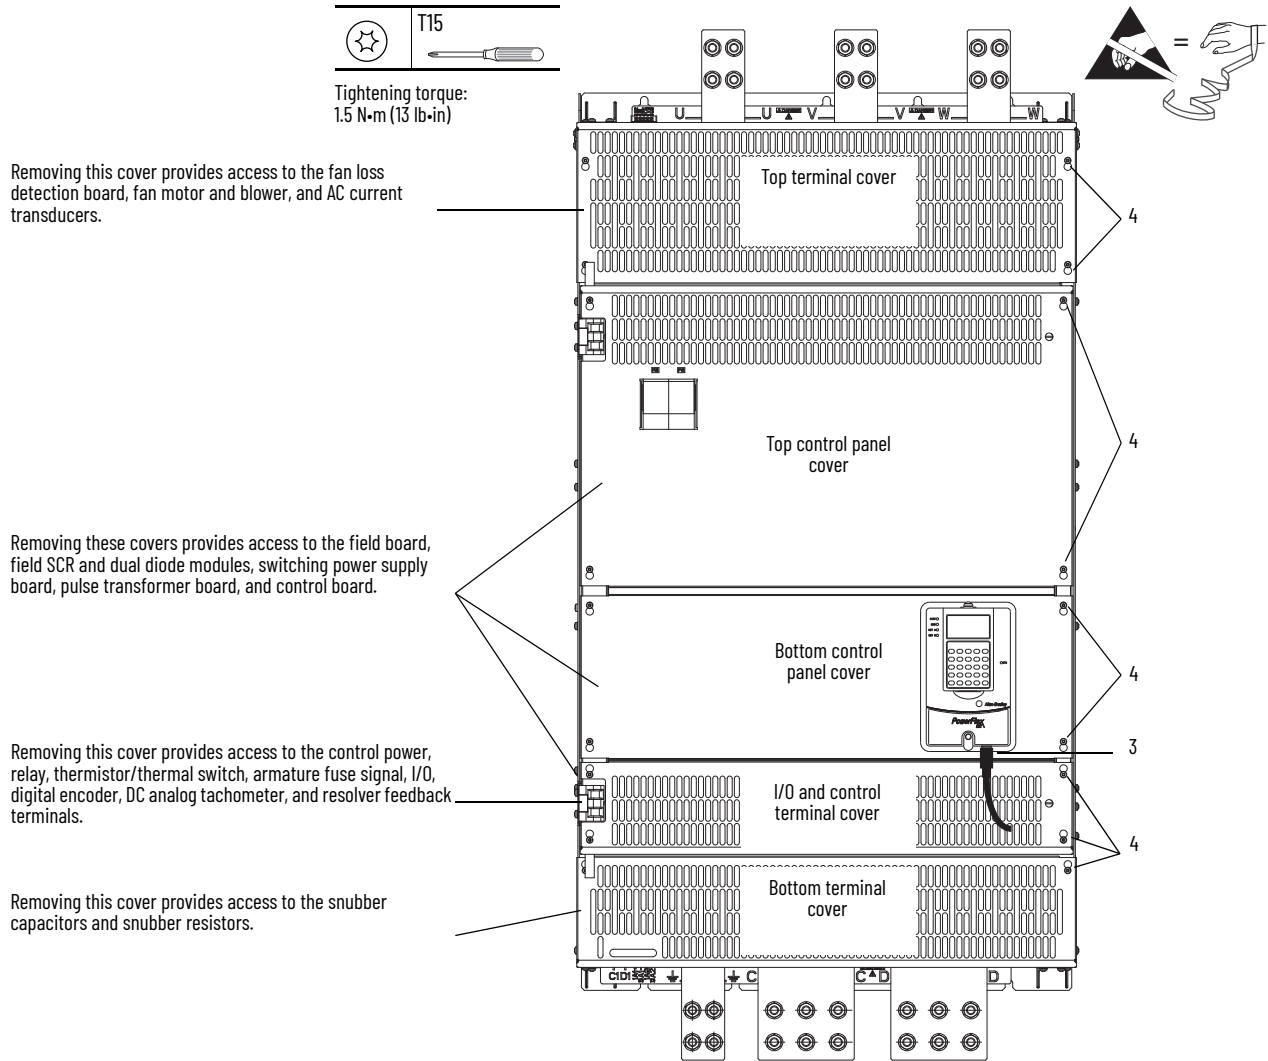 T15
Tightening torque:
1.5 N•m (13 lb•in)
=
U U V V W W
Removing this cover provides access to the fan loss
detection board, fan motor and blower, and AC current
transducers.
Top terminal cover
4
Top control panel
cover
4
Removing these covers provides access to the field board,
field SCR and dual diode modules, switching power supply
board, pulse transformer board, and control board.
Bottom control
panel cover
4
Allen-Bradley
PowerFlex
3
Removing this cover provides access to the control power,
relay, thermistor/thermal switch, armature fuse signal, I/O,
digital encoder, DC analog tachometer, and resolver feedback
terminals.
I/O and control
terminal cover
4
Removing this cover provides access to the snubber
capacitors and snubber resistors.
Bottom terminal
cover
C1D1 C C D D